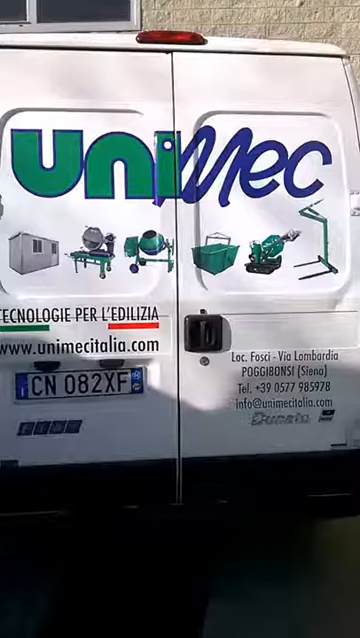 unimec
TECNOLOGIE PER L'EDILIZIA
www.unimecitalia.com
CN 082XF
Loc. Fosci - Via Lombardia
POGGIBONSI (Siena)
Tel. +39 0577 985978
info@unimecitalia.com
FIAT
Ducato